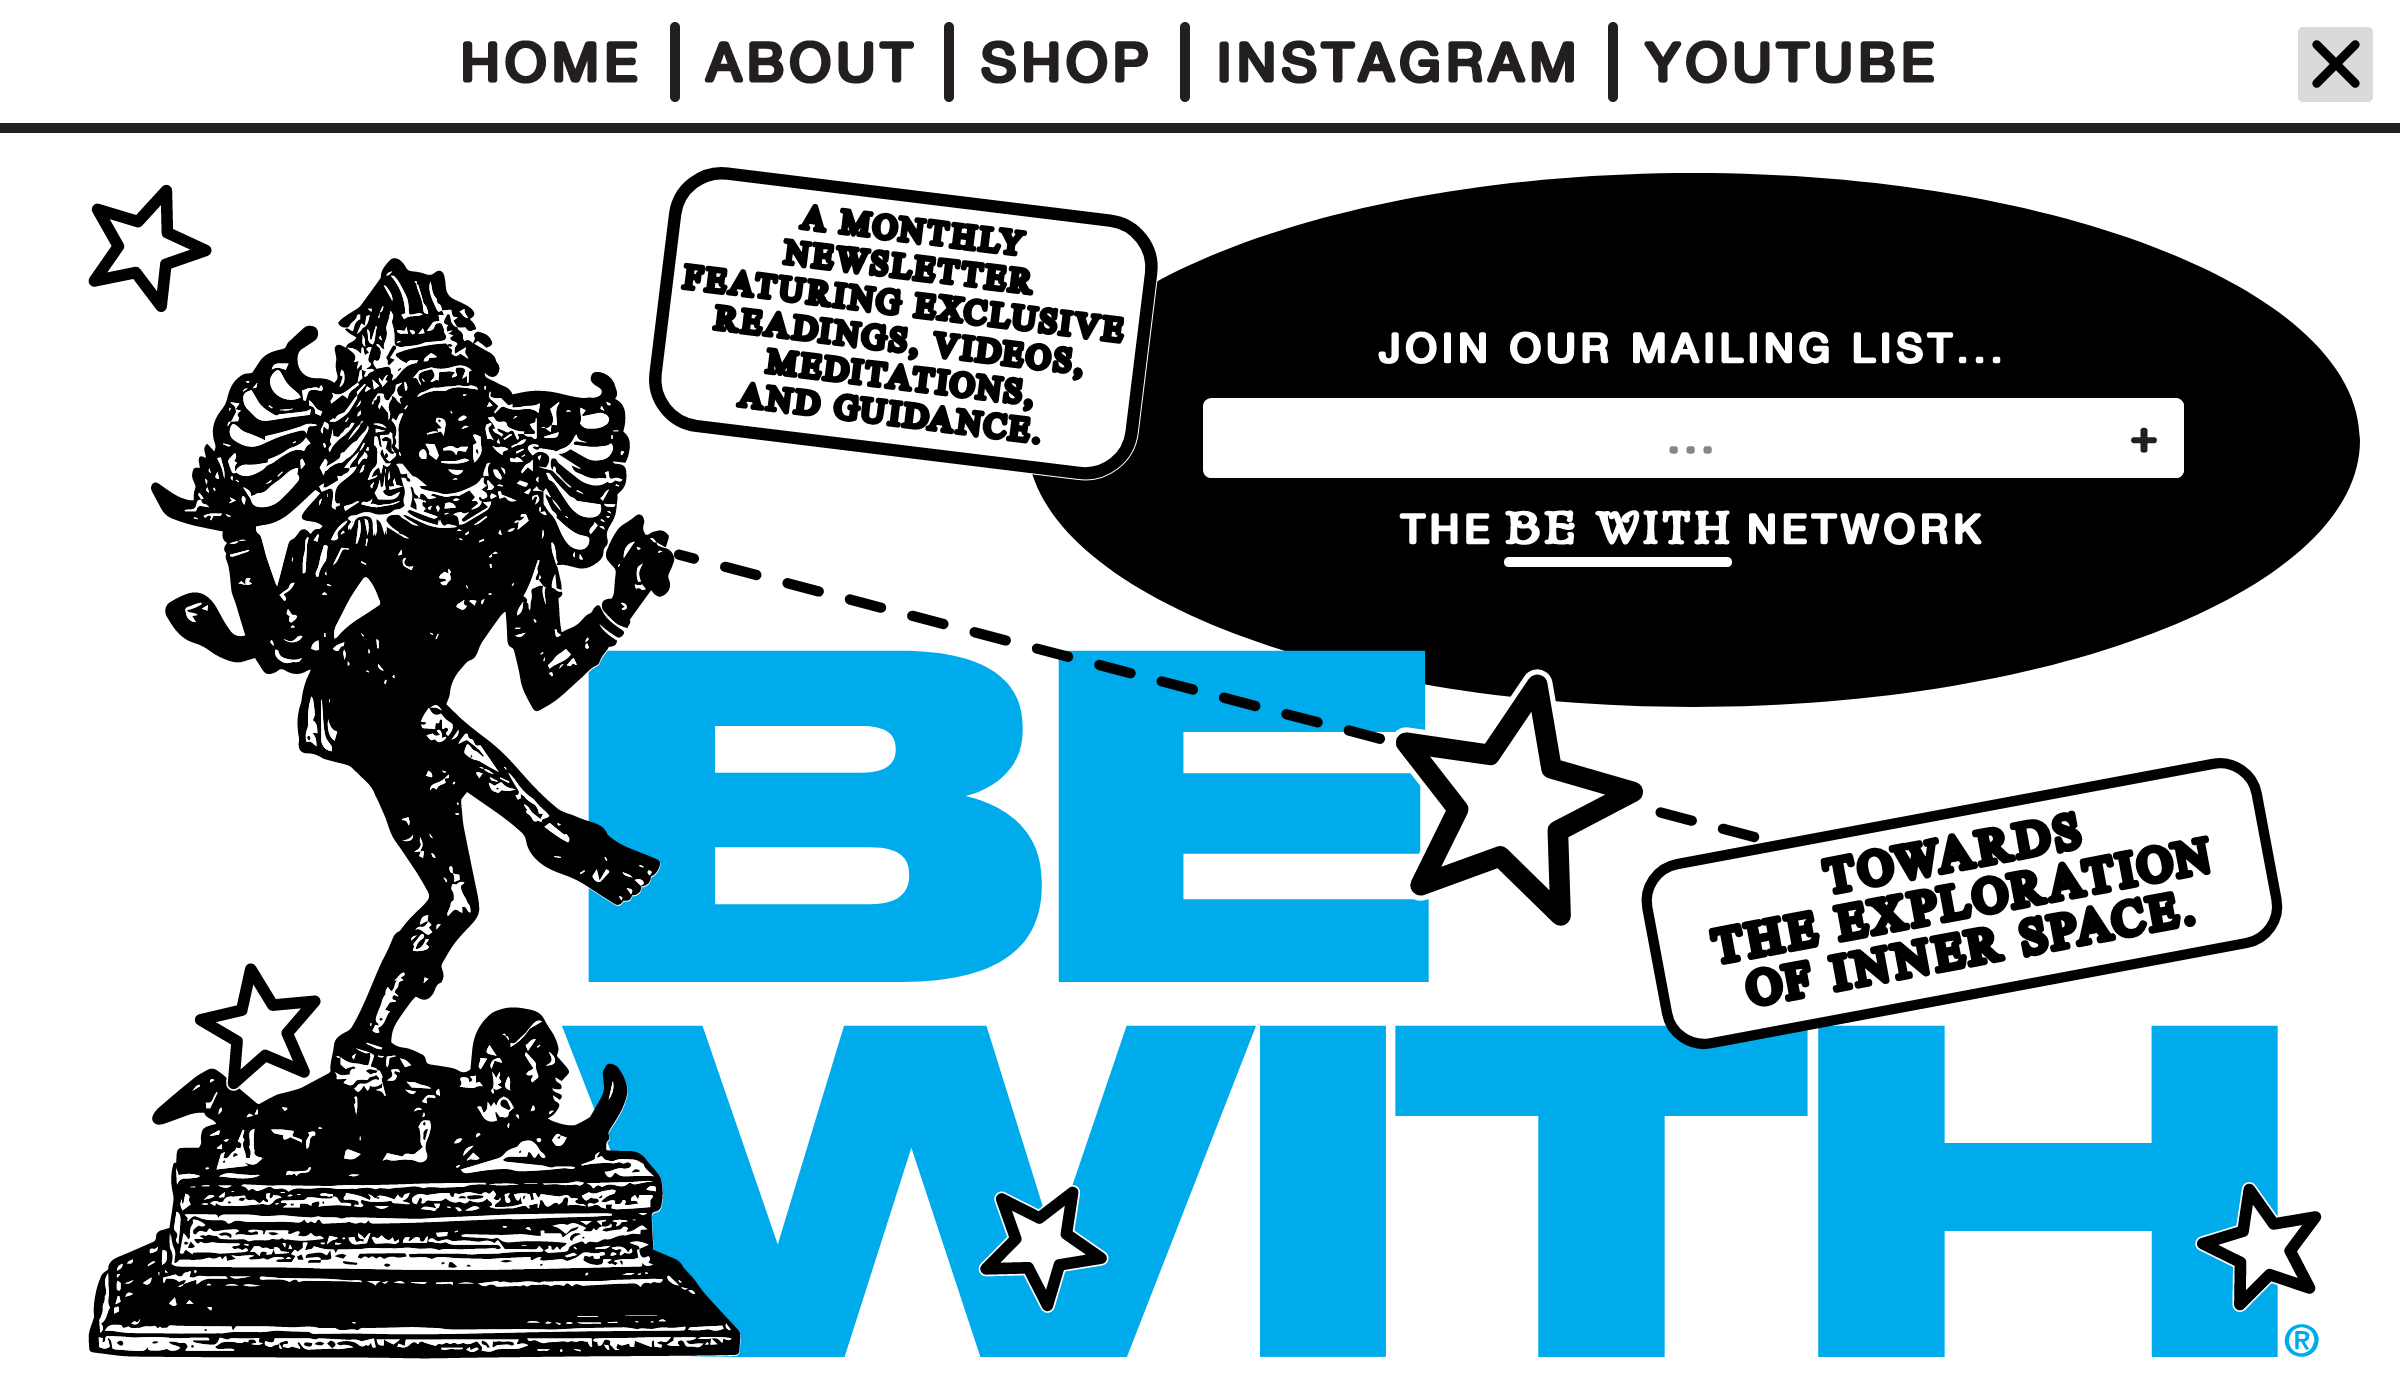 HOME | ABOUT | SHOP | INSTAGRAM | YOUTUBE
A MONTHLY
NEWSLETTER
FEATURING EXCLUSIVE
READINGS, VIDEOS,
MEDITATIONS,
AND GUIDANCE.
JOIN OUR MAILING LIST...
... +
THE BE WITH NETWORK
BE
TOWARDS
THE EXPLORATION
OF INNER SPACE.
WITH®